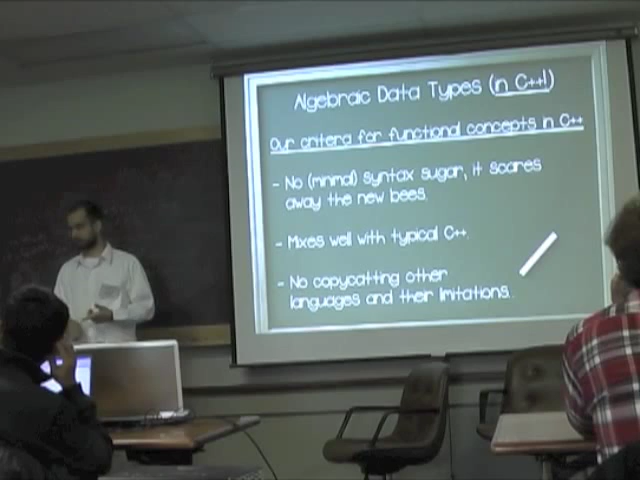 Algebraic Data Types (in C++!)
Our critera for functional concepts in C++
- No (minimal) syntax sugar, it scares
away the new bees.
- Mixes well with typical C++.
- No copycatting other
languages and their limitations.